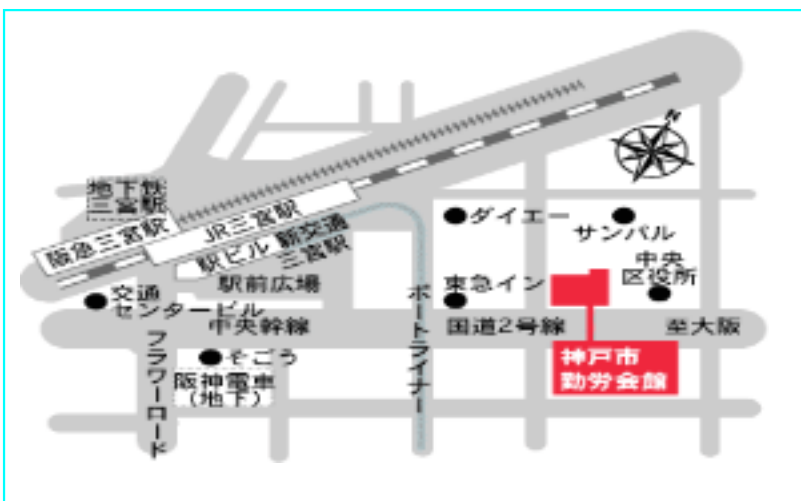 N
地下鉄
三宮駅
阪急三宮駅
JR三宮駅
駅ビル
新交通
三宮駅
ダイエー
サンパル
中央
区役所
駅前広場
東急イン
交通
センタービル
中央幹線
国道2号線
至大阪
ポートライナー
フラワーロード
そごう
阪神電車
(地下)
神戸市
勤労会館